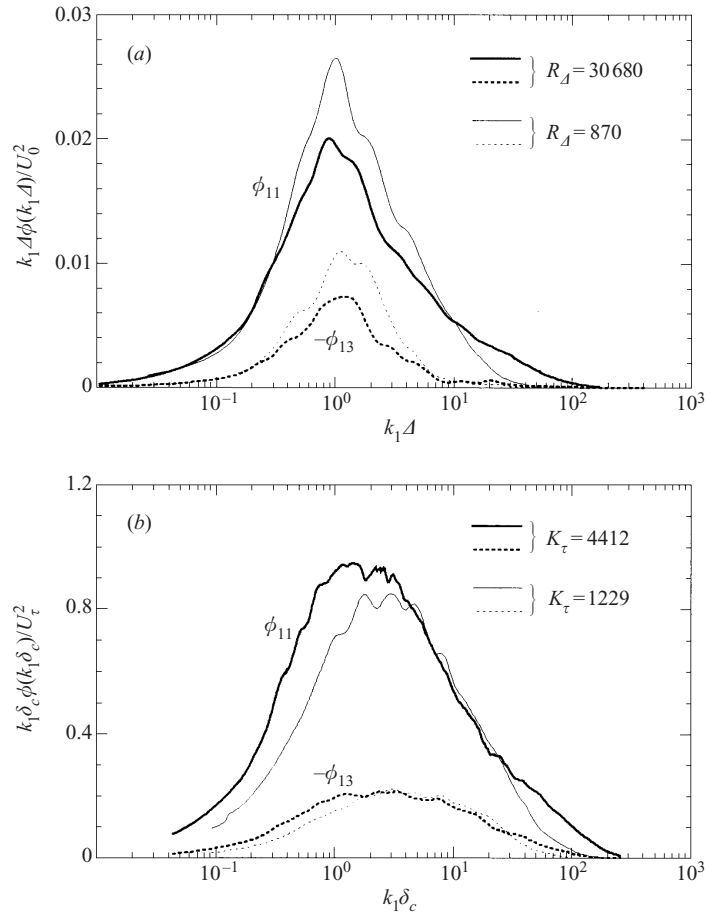 0.03
(a)
R_Δ = 30 680
R_Δ = 870
0.02
k₁Δϕ(k₁Δ)/U₀²
ϕ₁₁
0.01
−ϕ₁₃
0
10⁻¹ 10⁰ 10¹ 10² 10³
k₁Δ
1.2
(b)
K_τ = 4412
K_τ = 1229
0.8
k₁δ_cϕ(k₁δ_c)/U_τ²
ϕ₁₁
0.4
−ϕ₁₃
0
10⁻¹ 10⁰ 10¹ 10² 10³
k₁δ_c